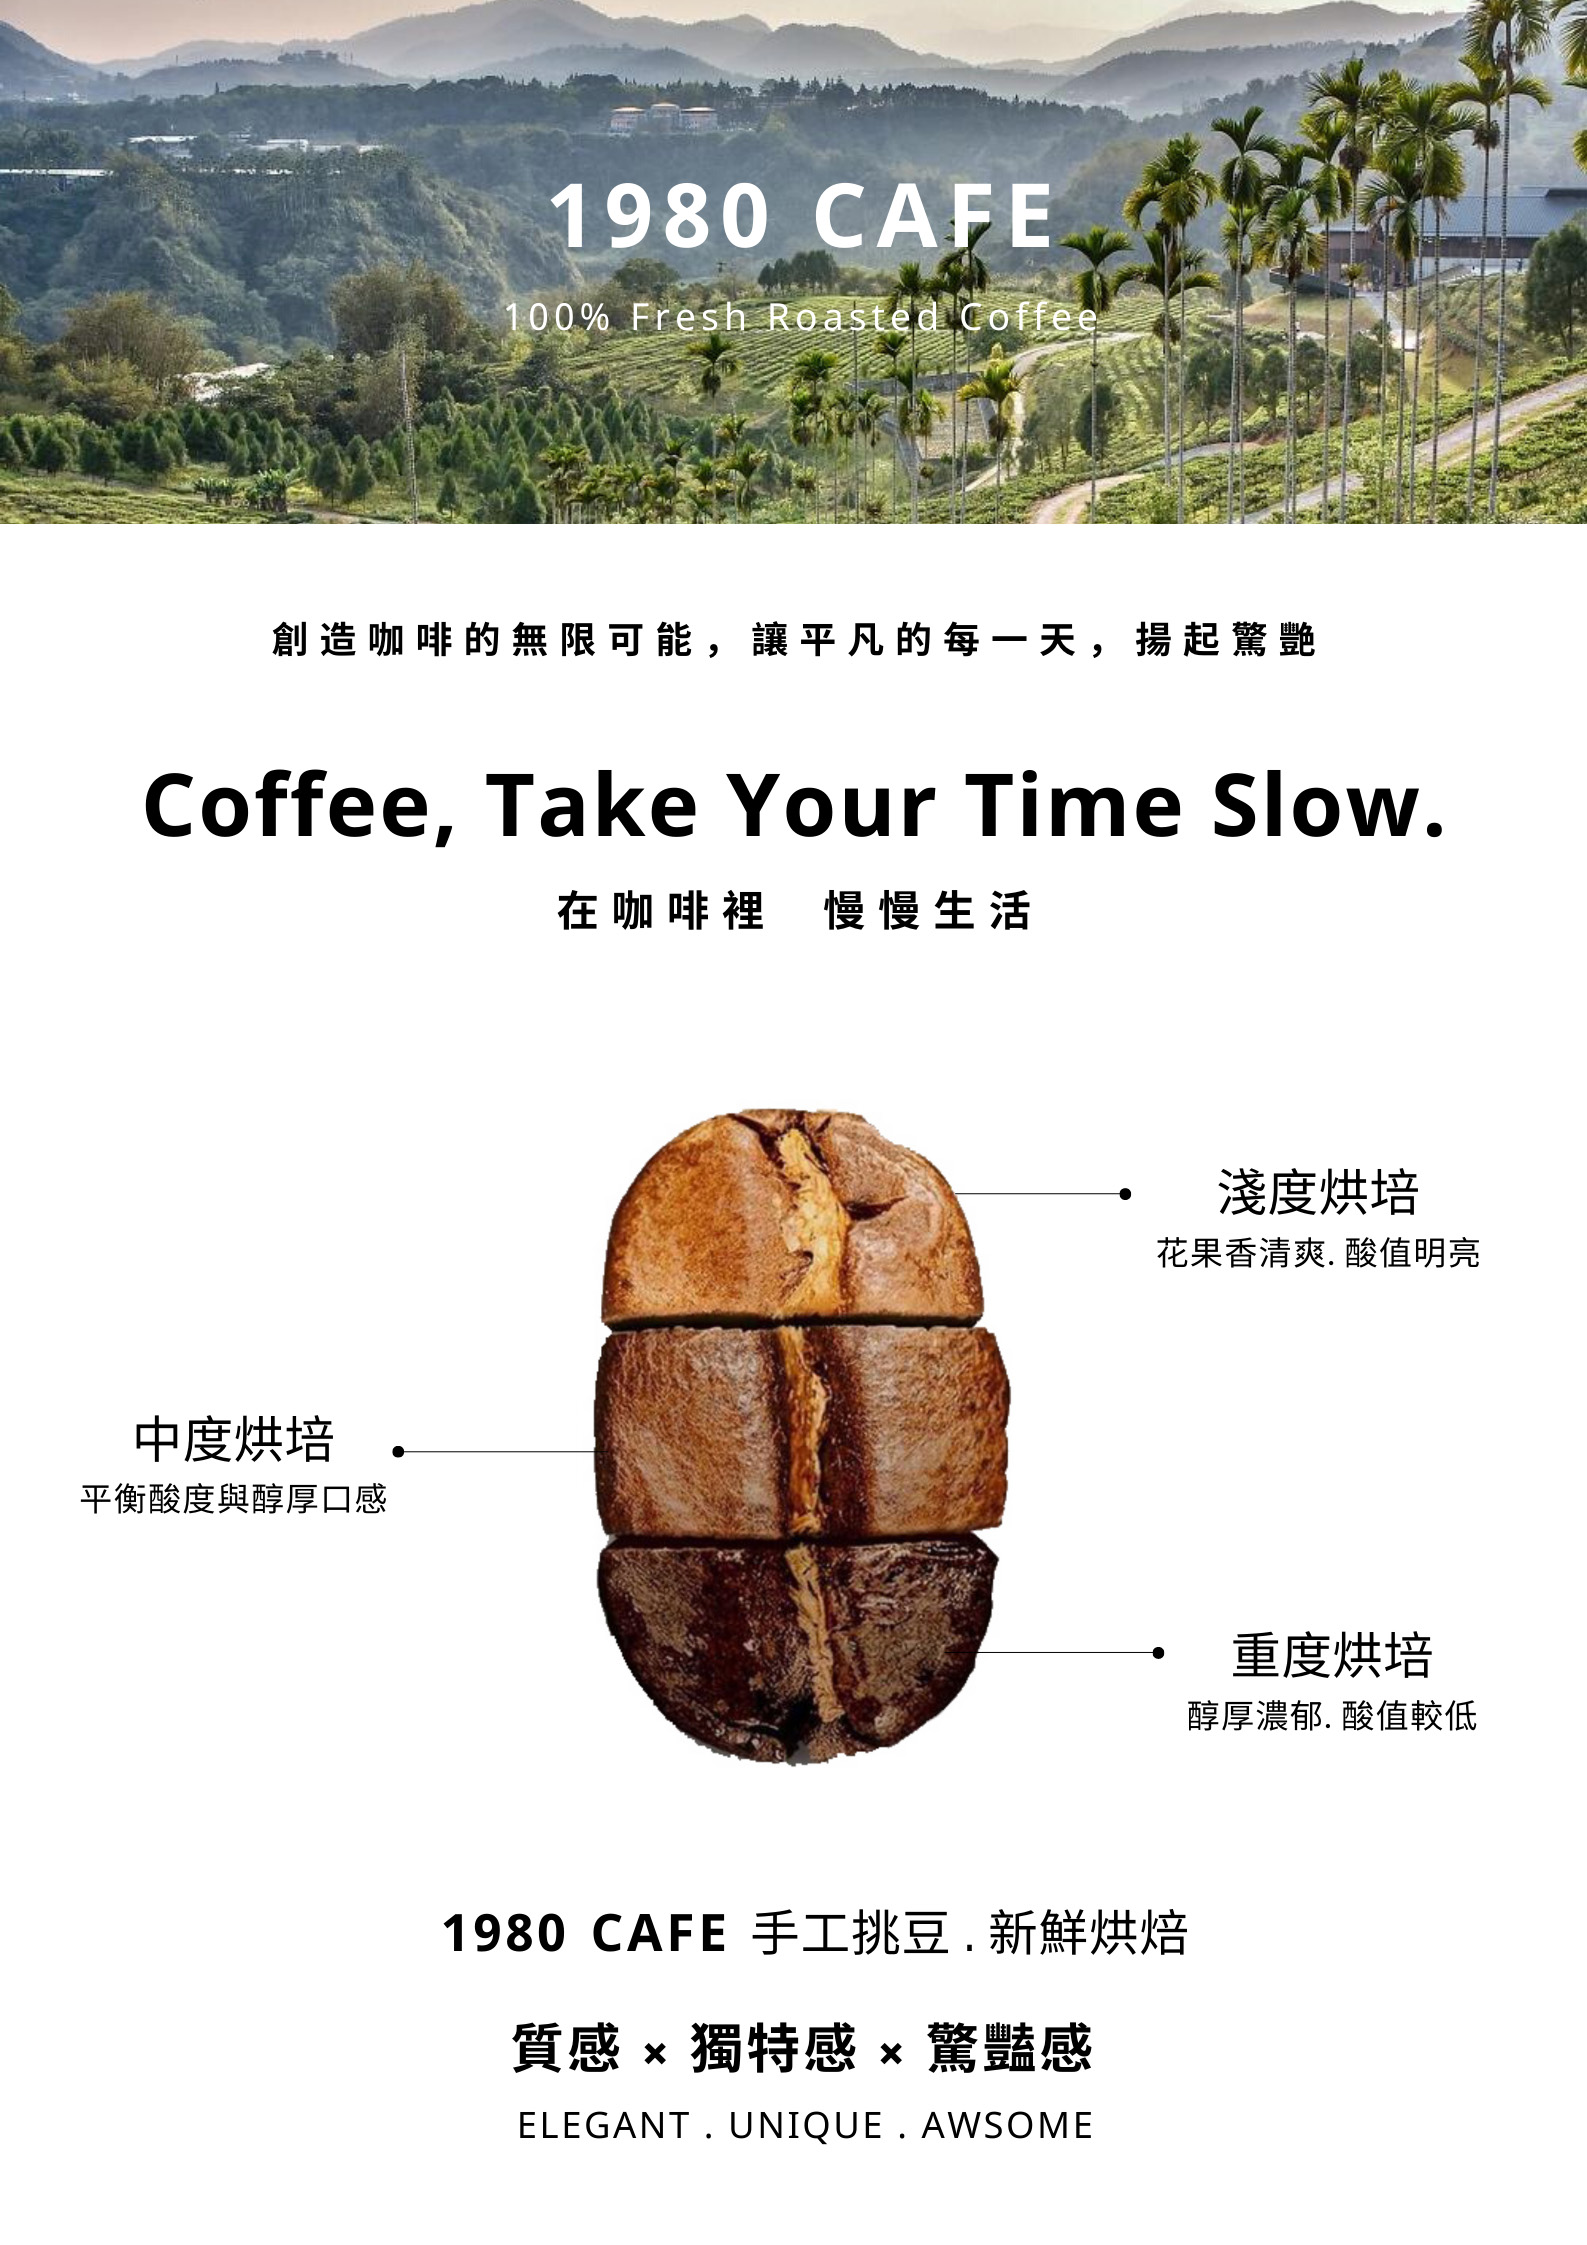 1980 CAFE
100% Fresh Roasted Coffee
創造咖啡的無限可能，讓平凡的每一天，揚起驚艷
Coffee, Take Your Time Slow.
在咖啡裡　慢慢生活
淺度烘培
花果香清爽. 酸值明亮
中度烘培
平衡酸度與醇厚口感
重度烘培
醇厚濃郁. 酸值較低
1980 CAFE 手工挑豆 . 新鮮烘焙
質感 × 獨特感 × 驚豔感
ELEGANT . UNIQUE . AWSOME